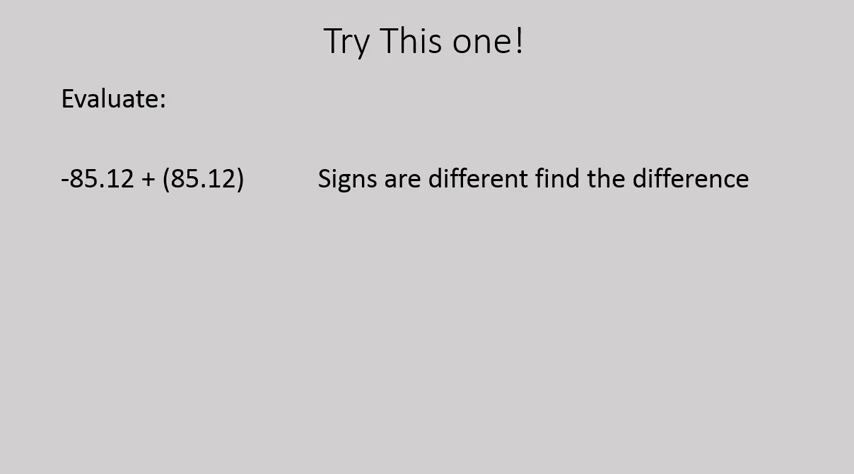 Try This one!
Evaluate:
-85.12 + (85.12) Signs are different find the difference